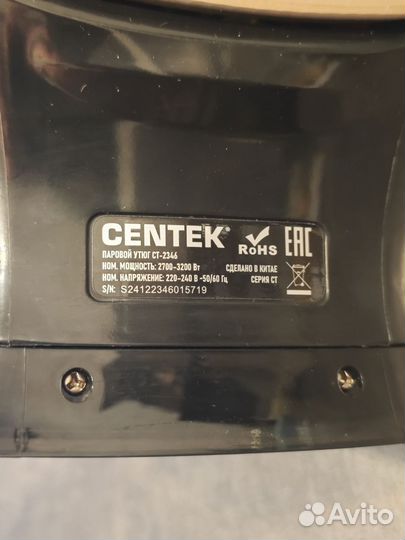 CENTEK®
RoHS
EAC
ПАРОВОЙ УТЮГ CT-2346
НОМ. МОЩНОСТЬ: 2700-3200 Вт
СДЕЛАНО В КИТАЕ
НОМ. НАПРЯЖЕНИЕ: 220-240 В ~50/60 Гц
СЕРИЯ СТ
S/N: S24122346015719
Avito